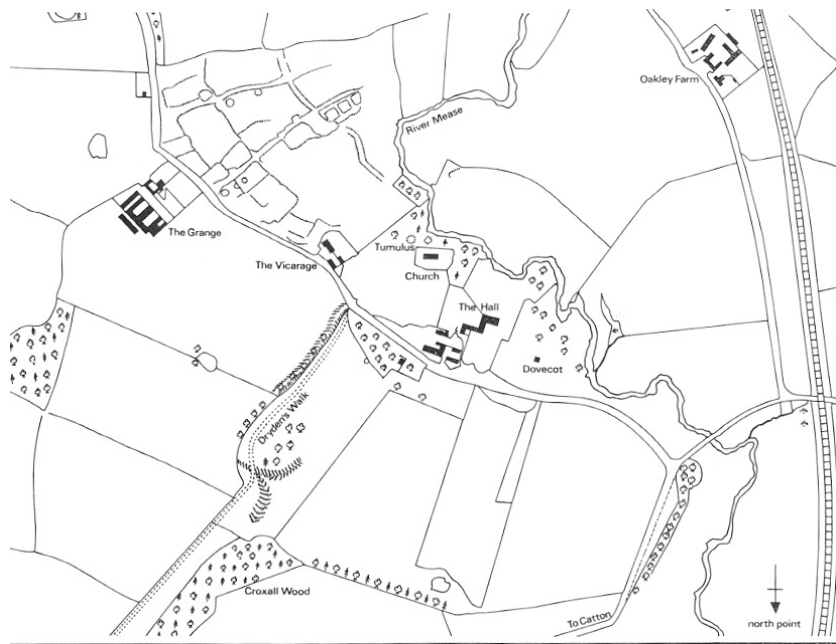 Oakley Farm
River Mease
The Grange
Tumulus
The Vicarage
Church
The Hall
Dovecot
Dryden's Walk
Croxall Wood
To Catton
north point